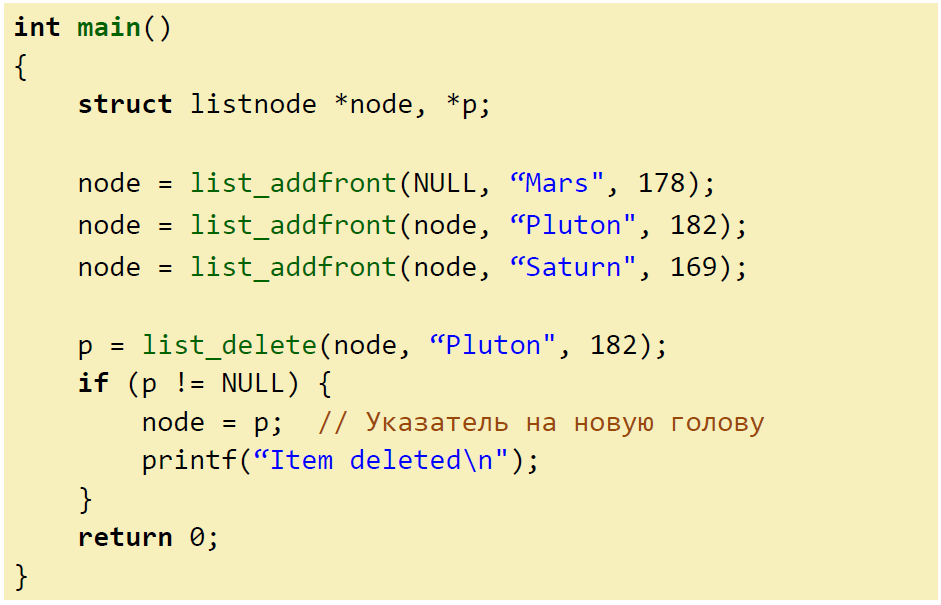 int main()
{
    struct listnode *node, *p;

    node = list_addfront(NULL, “Mars", 178);
    node = list_addfront(node, “Pluton", 182);
    node = list_addfront(node, “Saturn", 169);

    p = list_delete(node, “Pluton", 182);
    if (p != NULL) {
        node = p;  // Указатель на новую голову
        printf(“Item deleted\n");
    }
    return 0;
}